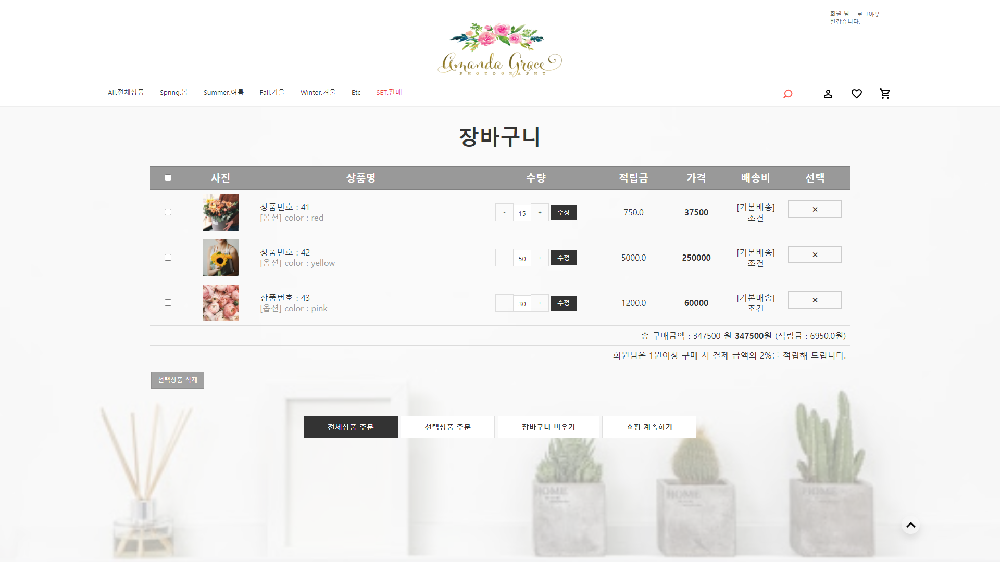 회원 님 로그아웃
반갑습니다.
Amanda Grace
PHOTOGRAPHY
All.전체상품 Spring.봄 Summer.여름 Fall.가을 Winter.겨울 Etc SET.판매
장바구니
사진 상품명 수량 적립금 가격 배송비 선택
상품번호 : 41
[옵션] color : red
- 15 + 수정 750.0 37500
[기본배송]
조건
×
상품번호 : 42
[옵션] color : yellow
- 50 + 수정 5000.0 250000
[기본배송]
조건
×
상품번호 : 43
[옵션] color : pink
- 30 + 수정 1200.0 60000
[기본배송]
조건
×
총 구매금액 : 347500 원 347500원 (적립금 : 6950.0원)
회원님은 1원이상 구매 시 결제 금액의 2%를 적립해 드립니다.
선택상품 삭제
전체상품 주문 선택상품 주문 장바구니 비우기 쇼핑 계속하기
HOME HOME HOME